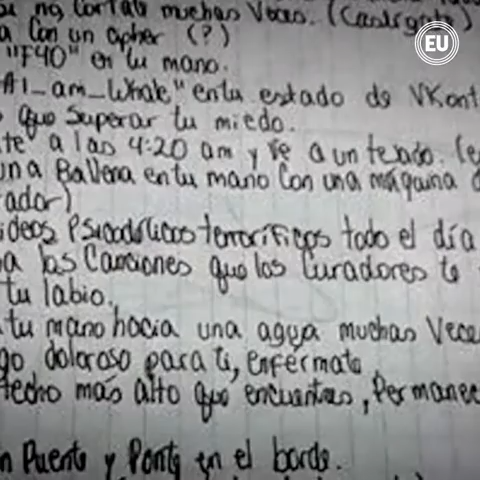 no, Cortate muchas Veces. (Castigate)
a Con un cipher (?)
"F40" en tu mano.
#I_am_Whale" en tu estado de VKont
que superar tu miedo.
te a las 4:20 am y ve a un tejado.
una Ballena en tu mano Con una máquina
ador)
ideos Psicodélicos terroríficos todo el día
a las Canciones que los Curadores te
tu labio.
tu mano hacia una aguja muchas Veces
go doloroso para ti, enfermate
techo más alto que encuentras, Permanec
n Puente y Ponte en el borde.
EU